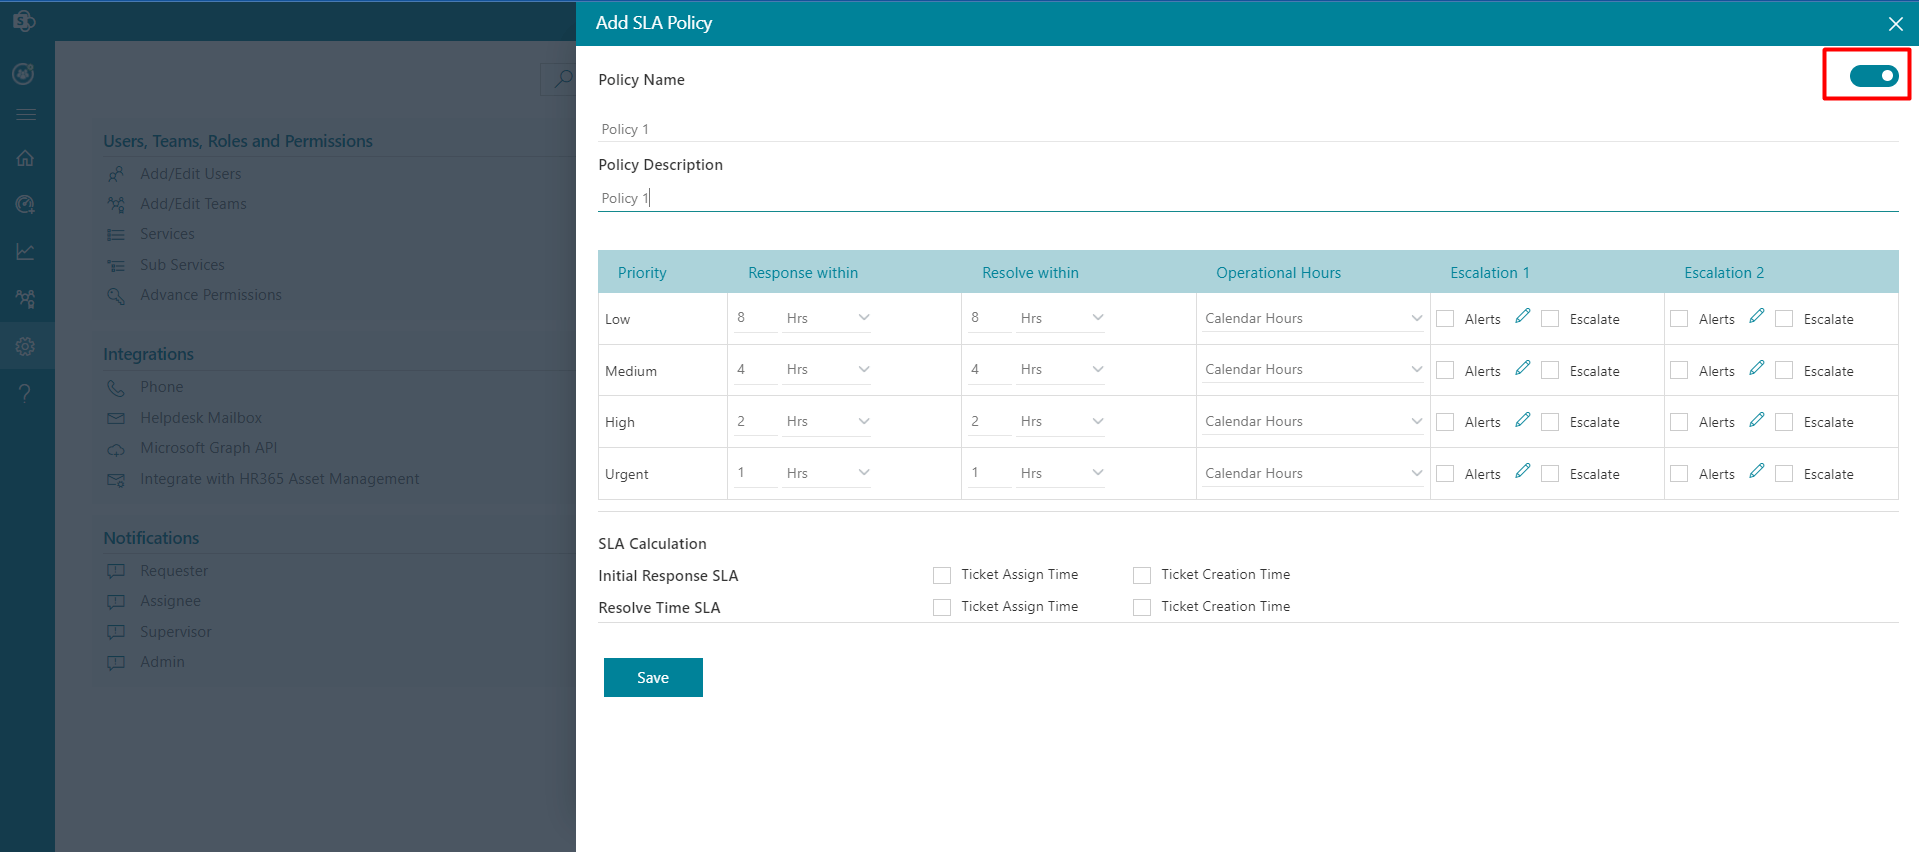 Add SLA Policy
Users, Teams, Roles and Permissions
Add/Edit Users
Add/Edit Teams
Services
Sub Services
Advance Permissions
Integrations
Phone
Helpdesk Mailbox
Microsoft Graph API
Integrate with HR365 Asset Management
Notifications
Requester
Assignee
Supervisor
Admin
Policy Name
Policy 1
Policy Description
Policy 1
Priority Response within Resolve within Operational Hours Escalation 1 Escalation 2
Low 8 Hrs 8 Hrs Calendar Hours Alerts Escalate Alerts Escalate
Medium 4 Hrs 4 Hrs Calendar Hours Alerts Escalate Alerts Escalate
High 2 Hrs 2 Hrs Calendar Hours Alerts Escalate Alerts Escalate
Urgent 1 Hrs 1 Hrs Calendar Hours Alerts Escalate Alerts Escalate
SLA Calculation
Initial Response SLA Ticket Assign Time Ticket Creation Time
Resolve Time SLA Ticket Assign Time Ticket Creation Time
Save